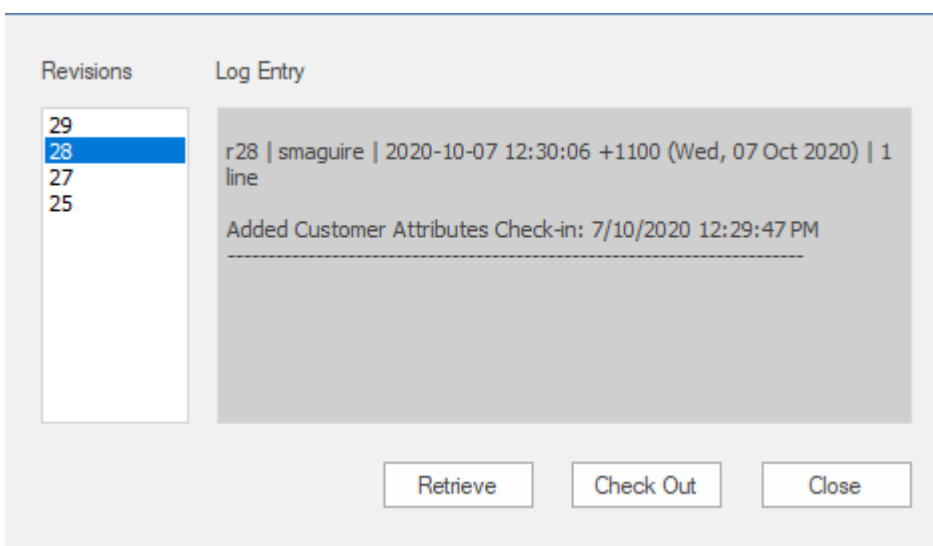 Revisions
Log Entry
29
28
27
25
r28 | smaguire | 2020-10-07 12:30:06 +1100 (Wed, 07 Oct 2020) | 1
line
Added Customer Attributes Check-in: 7/10/2020 12:29:47 PM
------------------------------------------------------------------------
Retrieve
Check Out
Close